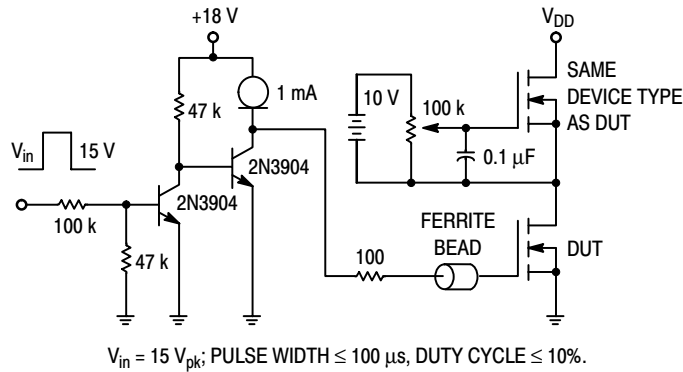 +18 V
V_DD
1 mA
SAME
DEVICE TYPE
AS DUT
47 k
10 V
100 k
V_in
15 V
2N3904
0.1 μF
2N3904
100 k
47 k
FERRITE
BEAD
100
DUT
V_in = 15 V_pk; PULSE WIDTH ≤ 100 μs, DUTY CYCLE ≤ 10%.